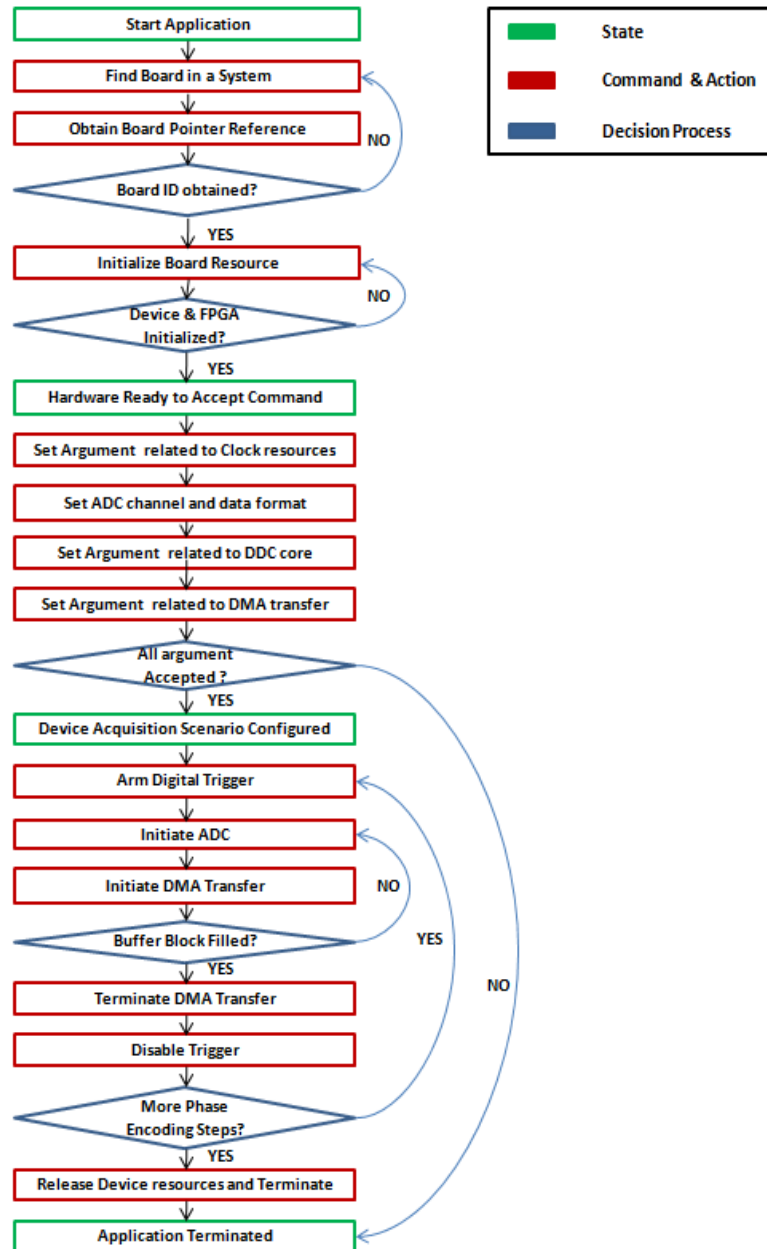 Start Application
Find Board in a System
Obtain Board Pointer Reference
NO
Board ID obtained?
YES
Initialize Board Resource
NO
Device & FPGA
Initialized?
YES
Hardware Ready to Accept Command
Set Argument related to Clock resources
Set ADC channel and data format
Set Argument related to DDC core
Set Argument related to DMA transfer
All argument
Accepted ?
YES
Device Acquisition Scenario Configured
Arm Digital Trigger
Initiate ADC
Initiate DMA Transfer
NO
Buffer Block Filled?
YES
YES
NO
Terminate DMA Transfer
Disable Trigger
More Phase
Encoding Steps?
YES
Release Device resources and Terminate
Application Terminated
State
Command & Action
Decision Process